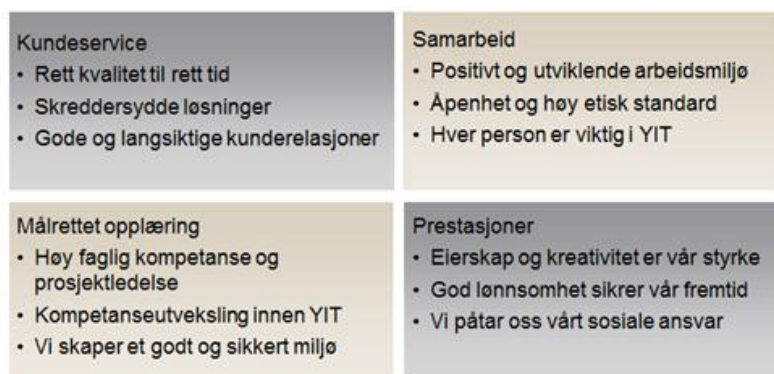 Kundeservice
• Rett kvalitet til rett tid
• Skreddersydde løsninger
• Gode og langsiktige kunderelasjoner
Samarbeid
• Positivt og utviklende arbeidsmiljø
• Åpenhet og høy etisk standard
• Hver person er viktig i YIT
Målrettet opplæring
• Høy faglig kompetanse og
prosjektledelse
• Kompetanseutveksling innen YIT
• Vi skaper et godt og sikkert miljø
Prestasjoner
• Eierskap og kreativitet er vår styrke
• God lønnsomhet sikrer vår fremtid
• Vi påtar oss vårt sosiale ansvar